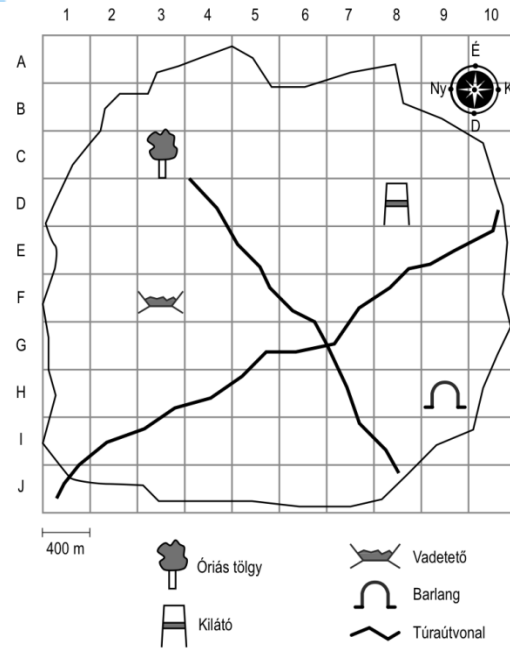 1 2 3 4 5 6 7 8 9 10
A
É
Ny K
B
D
C
D
E
F
G
H
I
J
400 m
Óriás tölgy
Vadetető
Kilátó
Barlang
Túraútvonal